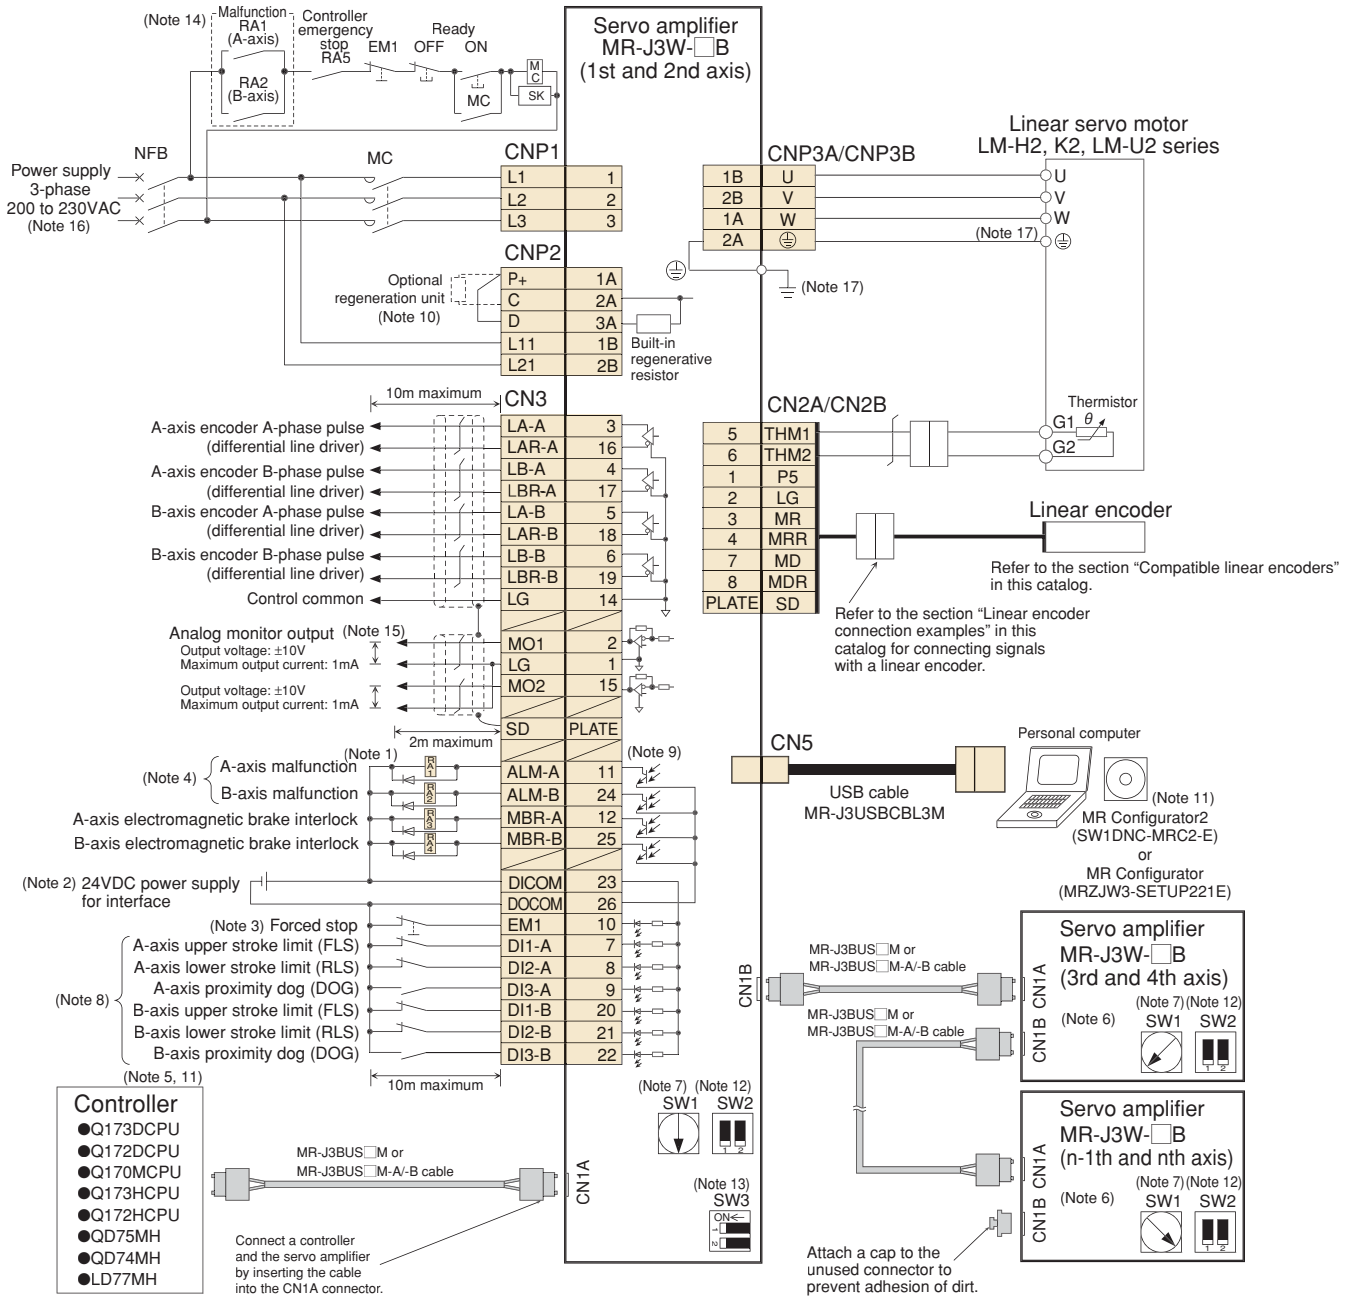 (Note 14)
Malfunction
RA1
(A-axis)
RA2
(B-axis)
Controller
emergency
stop
RA5
EM1
OFF
Ready
ON
MC
M
C
SK
Servo amplifier
MR-J3W-□B
(1st and 2nd axis)
Power supply
3-phase
200 to 230VAC
(Note 16)
NFB
MC
CNP1
L1 1
L2 2
L3 3
CNP2
P+ 1A
C 2A
D 3A
L11 1B
L21 2B
Optional
regeneration unit
(Note 10)
Built-in
regenerative
resistor
CNP3A/CNP3B
1B U
2B V
1A W
2A
(Note 17)
(Note 17)
Linear servo motor
LM-H2, K2, LM-U2 series
U
V
W
Thermistor
G1 θ
G2
10m maximum
CN3
A-axis encoder A-phase pulse
(differential line driver)
A-axis encoder B-phase pulse
(differential line driver)
B-axis encoder A-phase pulse
(differential line driver)
B-axis encoder B-phase pulse
(differential line driver)
Control common
LA-A 3
LAR-A 16
LB-A 4
LBR-A 17
LA-B 5
LAR-B 18
LB-B 6
LBR-B 19
LG 14
Analog monitor output (Note 15)
Output voltage: ±10V
Maximum output current: 1mA
Output voltage: ±10V
Maximum output current: 1mA
MO1 2
LG 1
MO2 15
SD PLATE
2m maximum
CN2A/CN2B
5 THM1
6 THM2
1 P5
2 LG
3 MR
4 MRR
7 MD
8 MDR
PLATE SD
Linear encoder
Refer to the section “Compatible linear encoders”
in this catalog.
Refer to the section “Linear encoder
connection examples” in this
catalog for connecting signals
with a linear encoder.
(Note 1)
(Note 9)
(Note 4)
A-axis malfunction
B-axis malfunction
A-axis electromagnetic brake interlock
B-axis electromagnetic brake interlock
RA1
RA2
RA3
RA4
ALM-A 11
ALM-B 24
MBR-A 12
MBR-B 25
(Note 2) 24VDC power supply
for interface
DICOM 23
DOCOM 26
(Note 3) Forced stop
EM1 10
(Note 8)
A-axis upper stroke limit (FLS)
DI1-A 7
A-axis lower stroke limit (RLS)
DI2-A 8
A-axis proximity dog (DOG)
DI3-A 9
B-axis upper stroke limit (FLS)
DI1-B 20
B-axis lower stroke limit (RLS)
DI2-B 21
B-axis proximity dog (DOG)
DI3-B 22
10m maximum
CN5
USB cable
MR-J3USBCBL3M
Personal computer
(Note 11)
MR Configurator2
(SW1DNC-MRC2-E)
or
MR Configurator
(MRZJW3-SETUP221E)
(Note 5, 11)
Controller
●Q173DCPU
●Q172DCPU
●Q170MCPU
●Q173HCPU
●Q172HCPU
●QD75MH
●QD74MH
●LD77MH
MR-J3BUS□M or
MR-J3BUS□M-A/-B cable
CN1A
Connect a controller
and the servo amplifier
by inserting the cable
into the CN1A connector.
(Note 7) (Note 12)
SW1 SW2
1 2
(Note 13)
SW3
ON←
1
2
CN1B
MR-J3BUS□M or
MR-J3BUS□M-A/-B cable
MR-J3BUS□M or
MR-J3BUS□M-A/-B cable
Servo amplifier
MR-J3W-□B
(3rd and 4th axis)
CN1A
CN1B
(Note 6)
(Note 7) (Note 12)
SW1 SW2
1 2
Servo amplifier
MR-J3W-□B
(n-1th and nth axis)
CN1A
CN1B
(Note 6)
(Note 7) (Note 12)
SW1 SW2
1 2
Attach a cap to the
unused connector to
prevent adhesion of dirt.